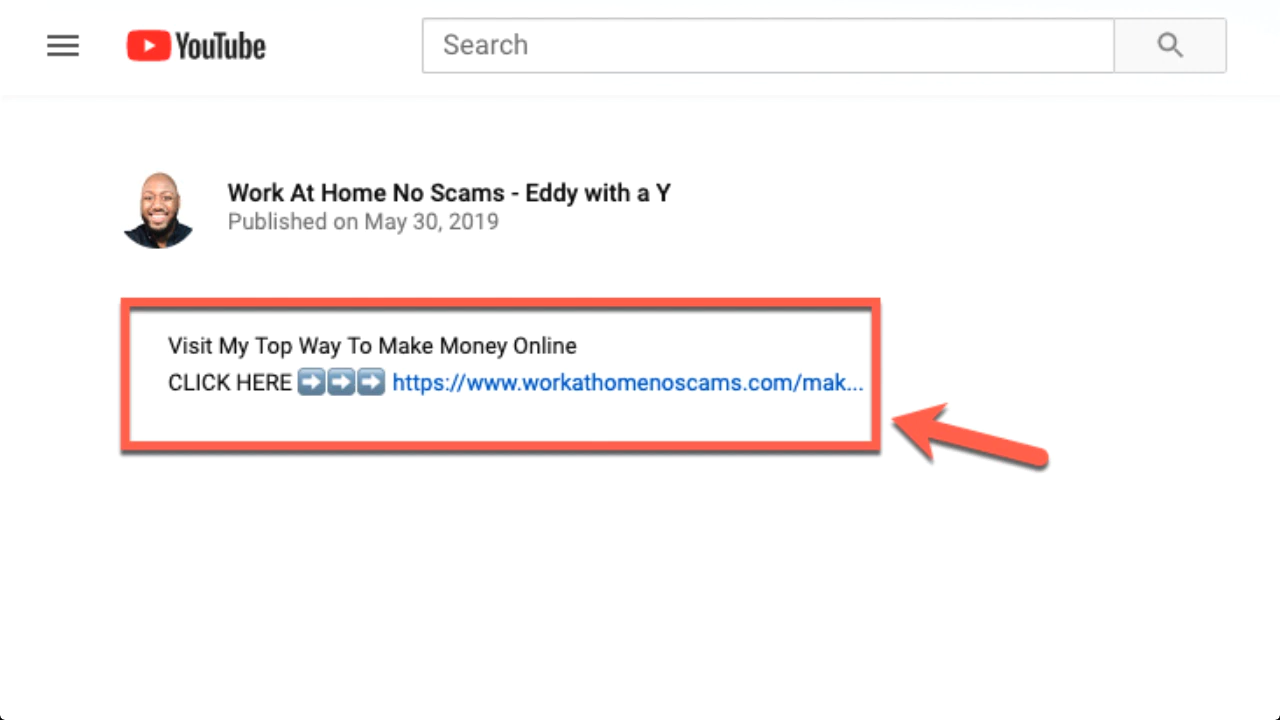 YouTube
Search
Work At Home No Scams - Eddy with a Y
Published on May 30, 2019
Visit My Top Way To Make Money Online
CLICK HERE ➡️➡️➡️ https://www.workathomenoscams.com/mak...